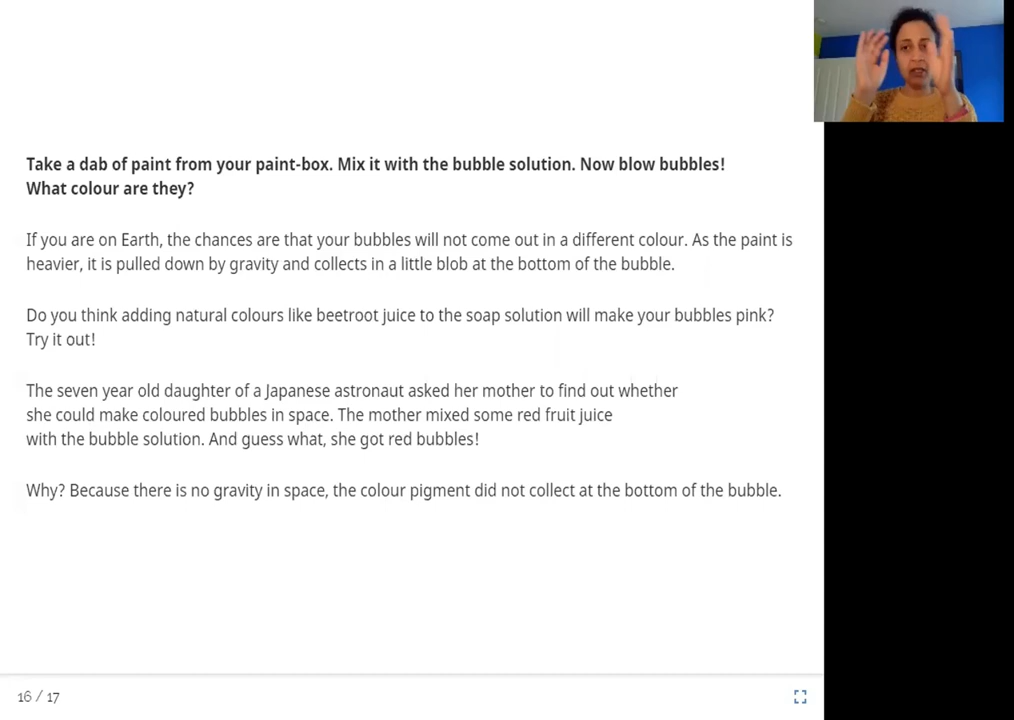 Take a dab of paint from your paint-box. Mix it with the bubble solution. Now blow bubbles!
What colour are they?
If you are on Earth, the chances are that your bubbles will not come out in a different colour. As the paint is
heavier, it is pulled down by gravity and collects in a little blob at the bottom of the bubble.
Do you think adding natural colours like beetroot juice to the soap solution will make your bubbles pink?
Try it out!
The seven year old daughter of a Japanese astronaut asked her mother to find out whether
she could make coloured bubbles in space. The mother mixed some red fruit juice
with the bubble solution. And guess what, she got red bubbles!
Why? Because there is no gravity in space, the colour pigment did not collect at the bottom of the bubble.
16 / 17